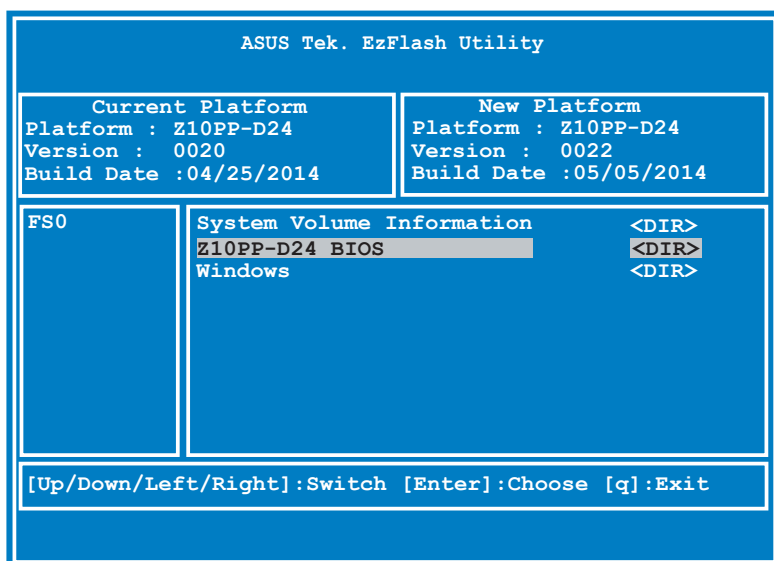 ASUS Tek. EzFlash Utility
Current Platform
Platform : Z10PP-D24
Version : 0020
Build Date :04/25/2014
New Platform
Platform : Z10PP-D24
Version : 0022
Build Date :05/05/2014
FS0
System Volume Information <DIR>
Z10PP-D24 BIOS <DIR>
Windows <DIR>
[Up/Down/Left/Right]:Switch [Enter]:Choose [q]:Exit